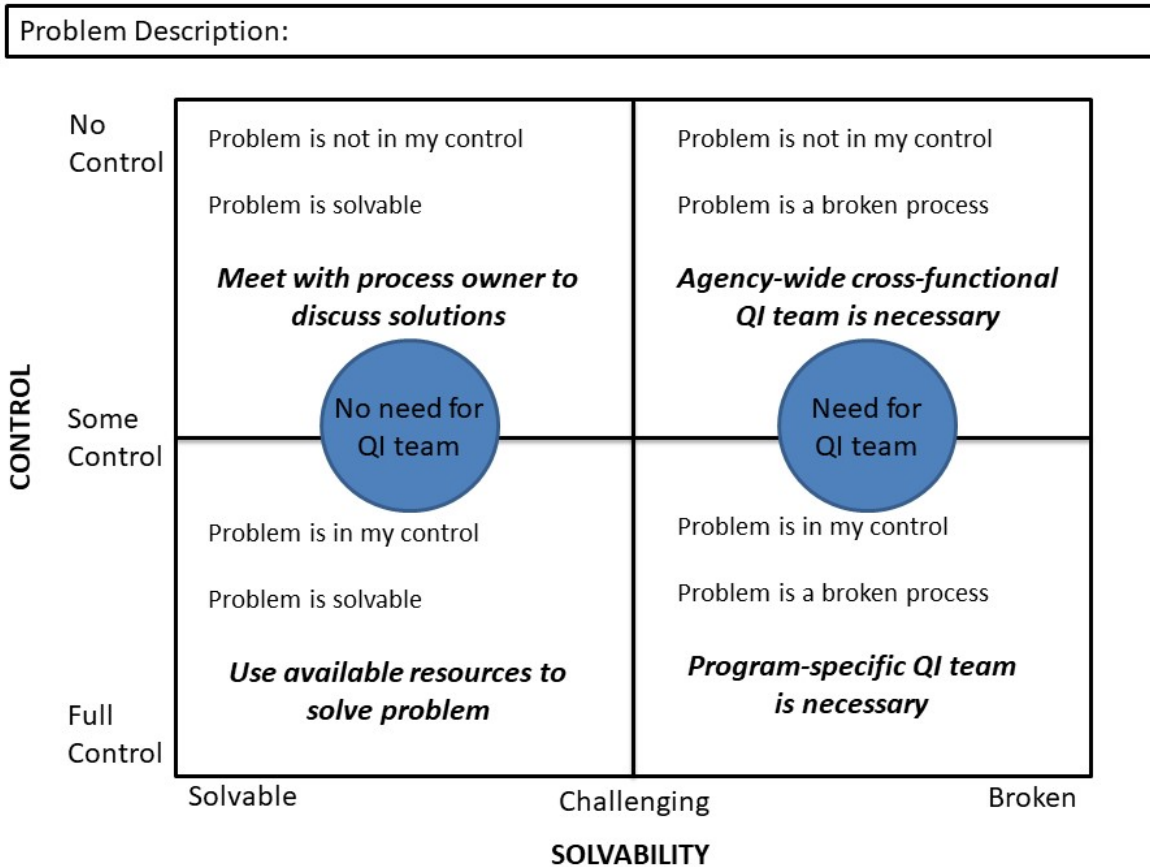 Problem Description:
No
Control
Problem is not in my control
Problem is solvable
Meet with process owner to
discuss solutions
Problem is not in my control
Problem is a broken process
Agency-wide cross-functional
QI team is necessary
CONTROL
Some
Control
No need for
QI team
Need for
QI team
Problem is in my control
Problem is solvable
Use available resources to
solve problem
Problem is in my control
Problem is a broken process
Program-specific QI team
is necessary
Full
Control
Solvable
Challenging
Broken
SOLVABILITY